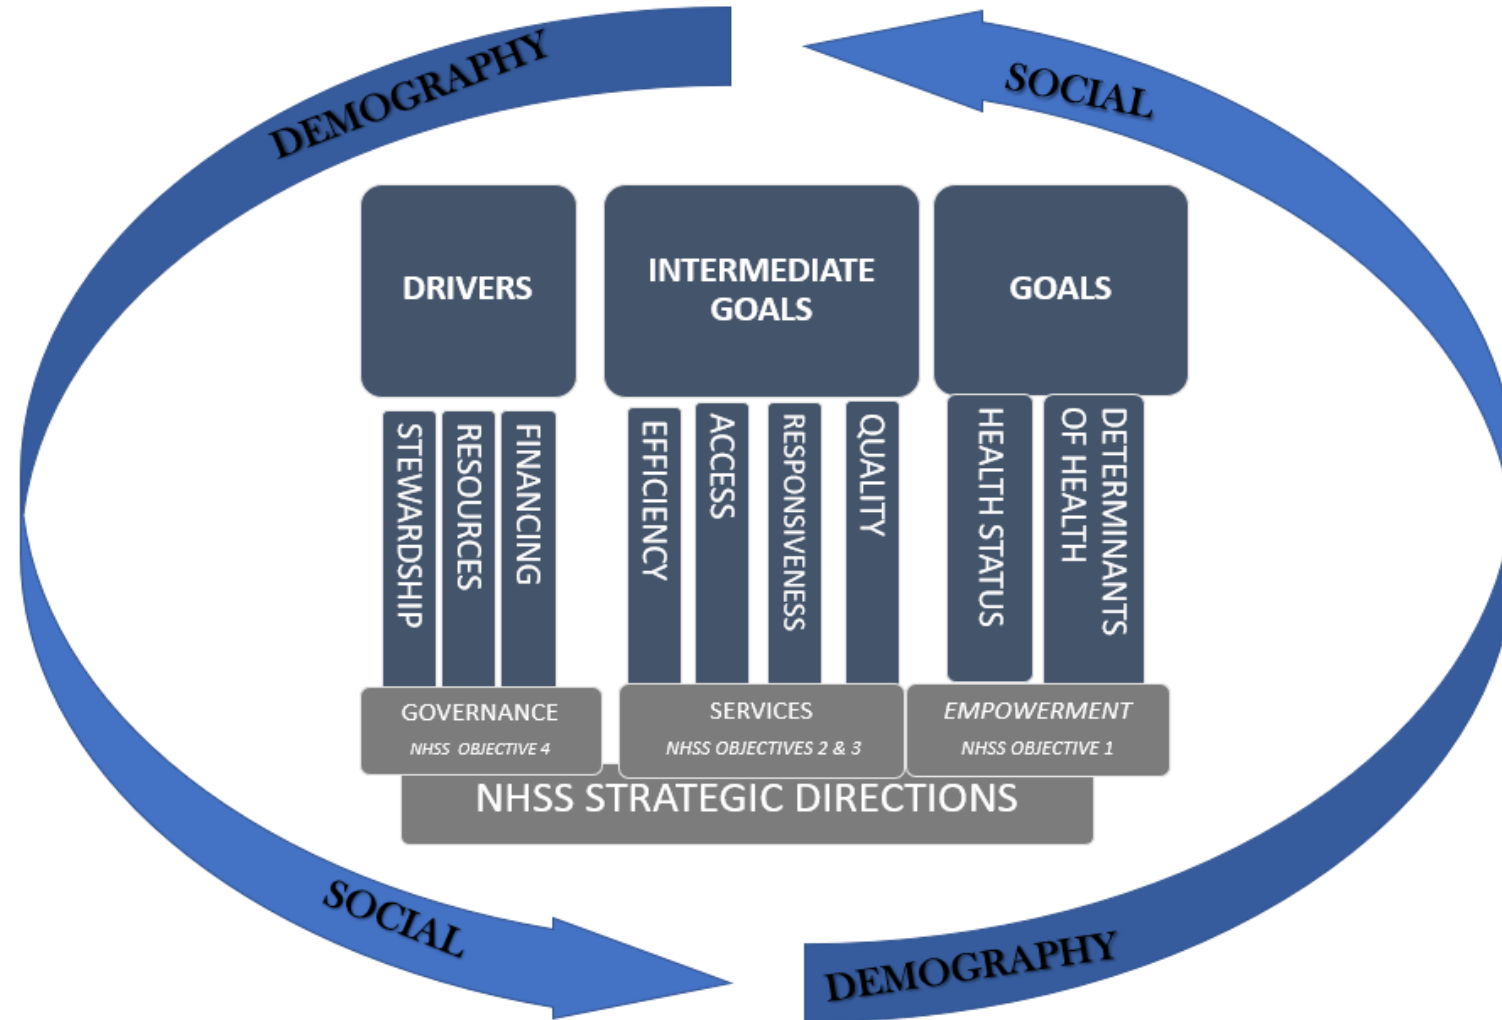 DEMOGRAPHY
SOCIAL
DRIVERS
INTERMEDIATE
GOALS
GOALS
STEWARDSHIP
RESOURCES
FINANCING
EFFICIENCY
ACCESS
RESPONSIVENESS
QUALITY
HEALTH STATUS
DETERMINANTS
OF HEALTH
GOVERNANCE
NHSS OBJECTIVE 4
SERVICES
NHSS OBJECTIVES 2 & 3
EMPOWERMENT
NHSS OBJECTIVE 1
NHSS STRATEGIC DIRECTIONS
SOCIAL
DEMOGRAPHY